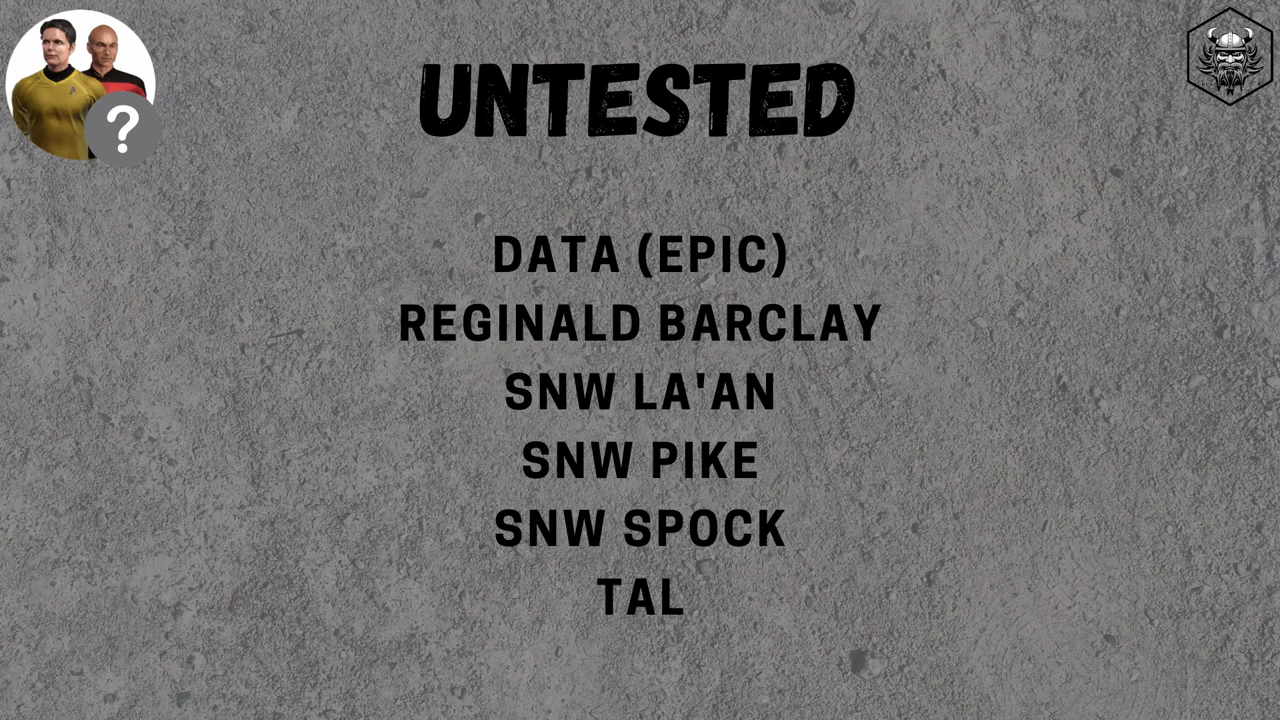 ?
UNTESTED
DATA (EPIC)
REGINALD BARCLAY
SNW LA'AN
SNW PIKE
SNW SPOCK
TAL